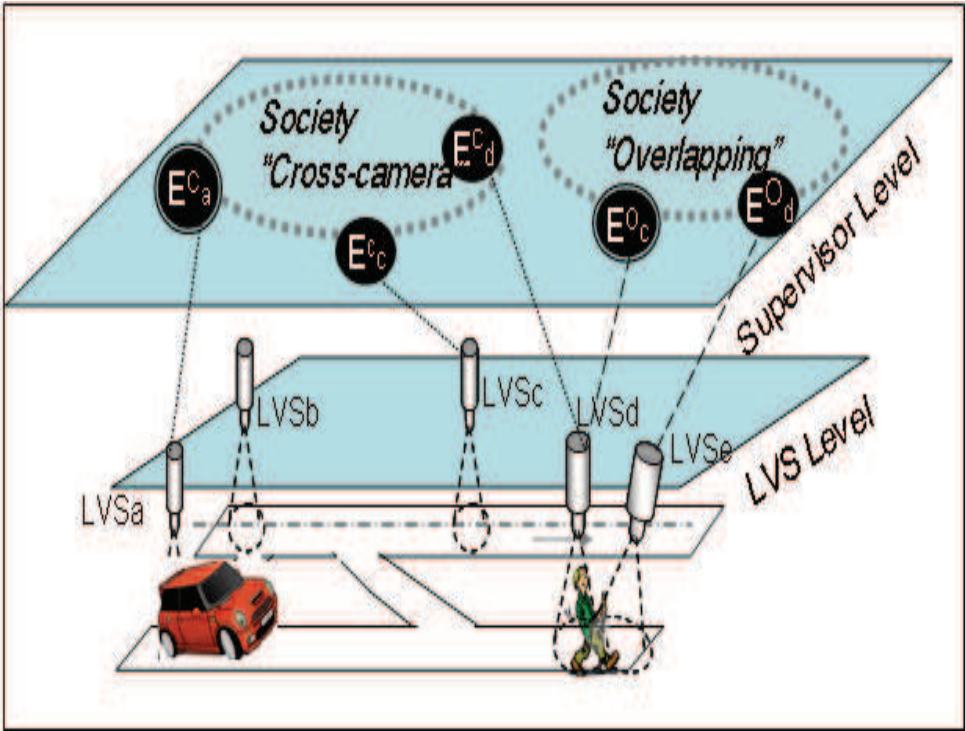 Society
"Cross-camera"
Society
"Overlapping"
E^C_a
E^C_d
E^C_c
E^O_c
E^O_d
Supervisor Level
LVSb
LVSc
LVSd
LVSe
LVSa
LVS Level